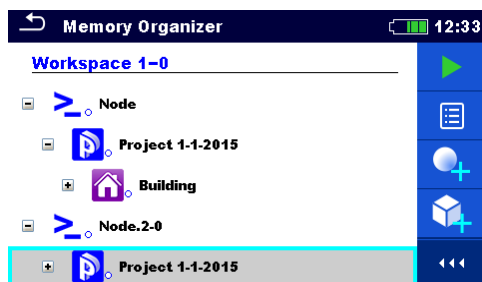 Memory Organizer
12:33
Workspace 1-0
Node
Project 1-1-2015
Building
Node.2-0
Project 1-1-2015